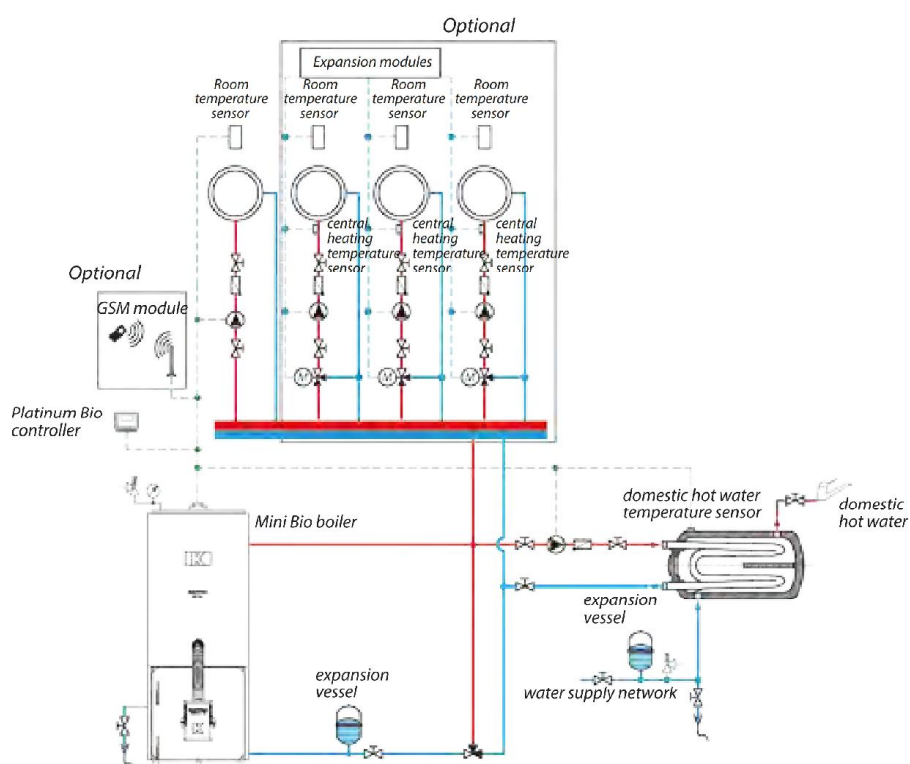 Optional
Expansion modules
Room
temperature
sensor
Room
temperature
sensor
Room
temperature
sensor
Room
temperature
sensor
central
heating
temperature
sensor
central
heating
temperature
sensor
central
heating
temperature
sensor
Optional
GSM module
M
M
M
Platinum Bio
controller
Mini Bio boiler
domestic hot water
temperature sensor
domestic
hot water
expansion
vessel
expansion
vessel
water supply network
K
K